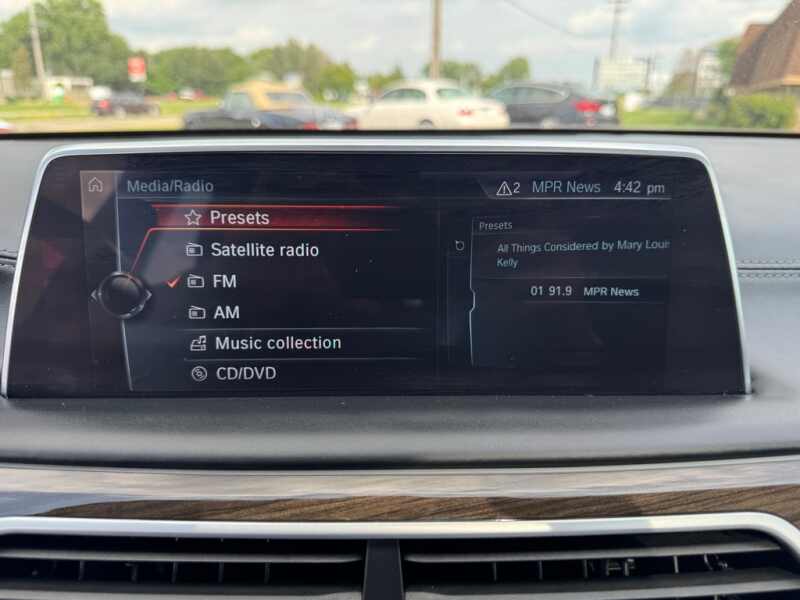 Media/Radio
2 MPR News 4:42 pm
Presets
Satellite radio
FM
AM
Music collection
CD/DVD
Presets
All Things Considered by Mary Louis
Kelly
01 91.9 MPR News